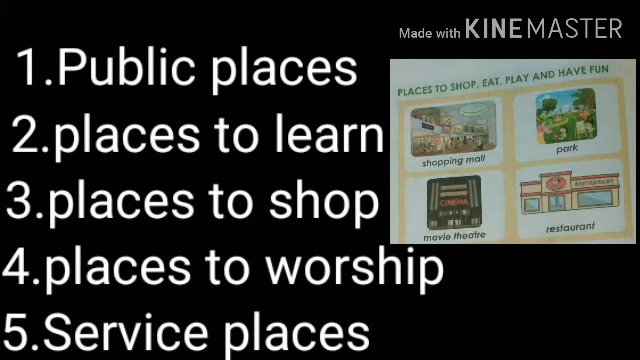 Made with KINEMASTER
1.Public places
2.places to learn
3.places to shop
4.places to worship
5.Service places
PLACES TO SHOP, EAT, PLAY AND HAVE FUN
shopping mall
park
CINEMA
movie theatre
RESTAURANT
restaurant